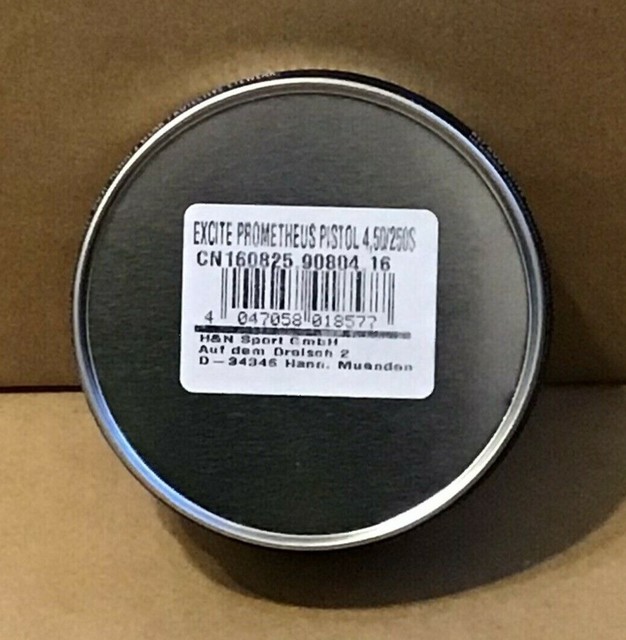 EXCITE PROMETHEUS PISTOL 4,50/250S
CN160825 90804 16
4 047058 018577
H&N Sport GmbH
Auf dem Dreisch 2
D-34346 Hann. Muenden